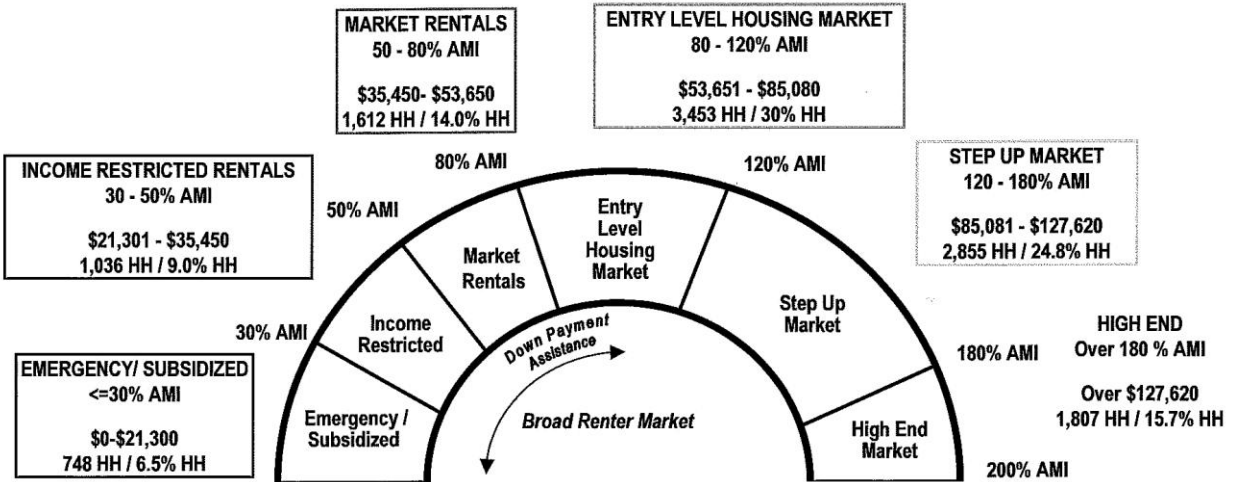 MARKET RENTALS
50 - 80% AMI
$35,450- $53,650
1,612 HH / 14.0% HH
ENTRY LEVEL HOUSING MARKET
80 - 120% AMI
$53,651 - $85,080
3,453 HH / 30% HH
INCOME RESTRICTED RENTALS
30 - 50% AMI
$21,301 - $35,450
1,036 HH / 9.0% HH
STEP UP MARKET
120 - 180% AMI
$85,081 - $127,620
2,855 HH / 24.8% HH
EMERGENCY/ SUBSIDIZED
<=30% AMI
$0-$21,300
748 HH / 6.5% HH
HIGH END
Over 180 % AMI
Over $127,620
1,807 HH / 15.7% HH
30% AMI
50% AMI
80% AMI
120% AMI
180% AMI
200% AMI
Emergency /
Subsidized
Income
Restricted
Market
Rentals
Entry
Level
Housing
Market
Step Up
Market
High End
Market
Down Payment
Assistance
Broad Renter Market